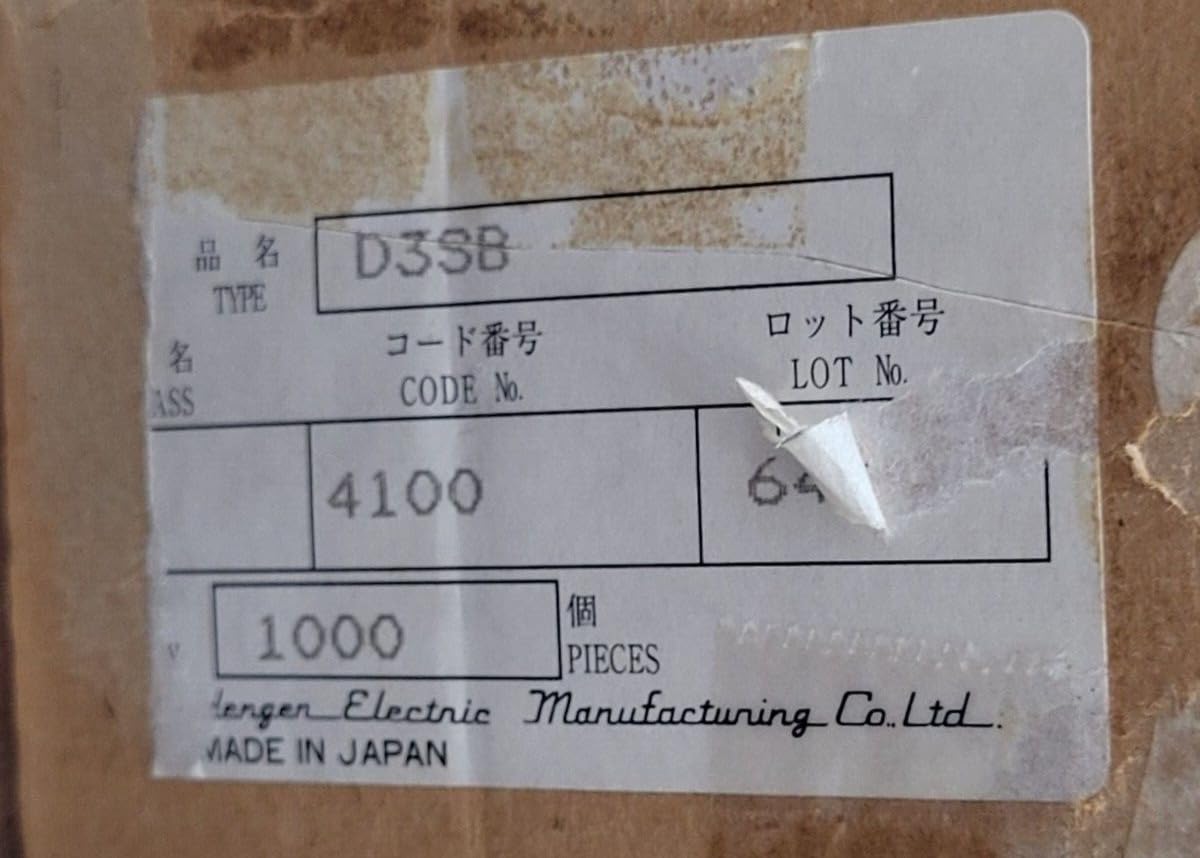 品名 D3SB
TYPE
名 コード番号 ロット番号
ASS CODE No. LOT No.
4100 64
1000 個
PIECES
Electric Manufacturing Co., Ltd.
MADE IN JAPAN